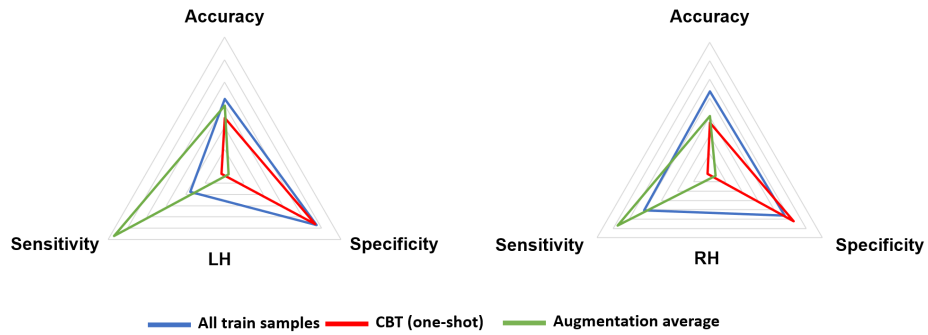 Accuracy
Accuracy
Sensitivity
Specificity
Sensitivity
Specificity
LH
RH
All train samples
CBT (one-shot)
Augmentation average